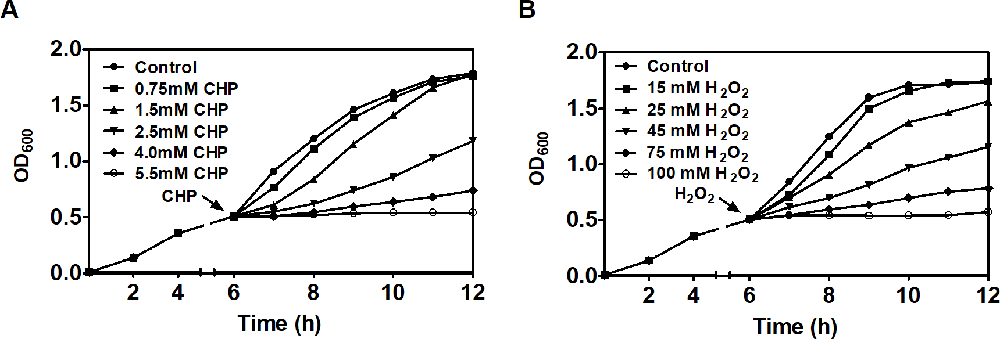 A
2.0
1.5
1.0
0.5
0.0
OD600
Control
0.75mM CHP
1.5mM CHP
2.5mM CHP
4.0mM CHP
5.5mM CHP
CHP
2 4 6 8 10 12
Time (h)
B
2.0
1.5
1.0
0.5
0.0
OD600
Control
15 mM H2O2
25 mM H2O2
45 mM H2O2
75 mM H2O2
100 mM H2O2
H2O2
2 4 6 8 10 12
Time (h)